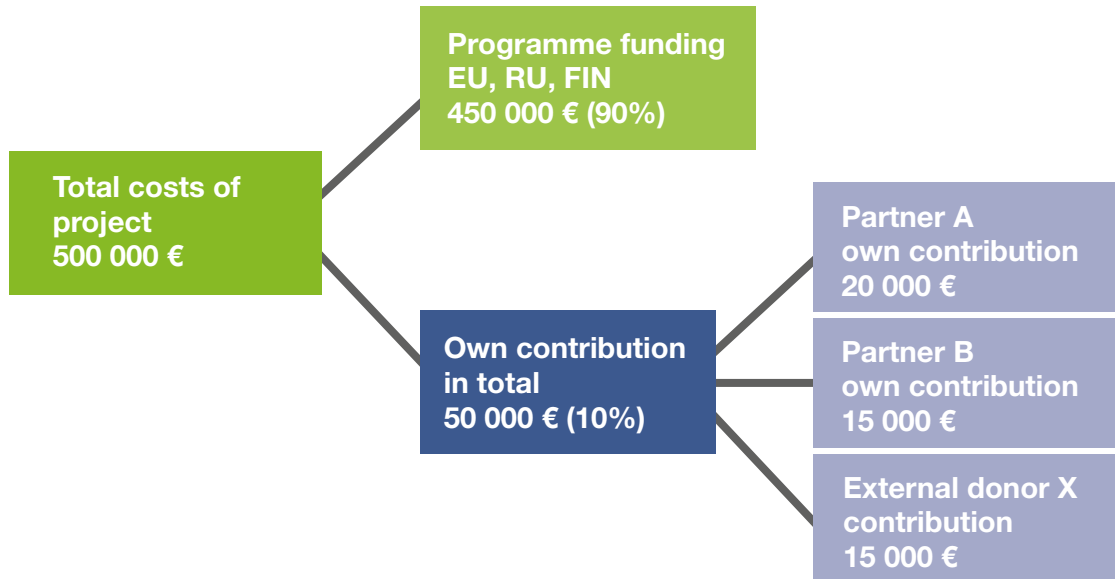 Programme funding
EU, RU, FIN
450 000 € (90%)
Total costs of
project
500 000 €
Own contribution
in total
50 000 € (10%)
Partner A
own contribution
20 000 €
Partner B
own contribution
15 000 €
External donor X
contribution
15 000 €